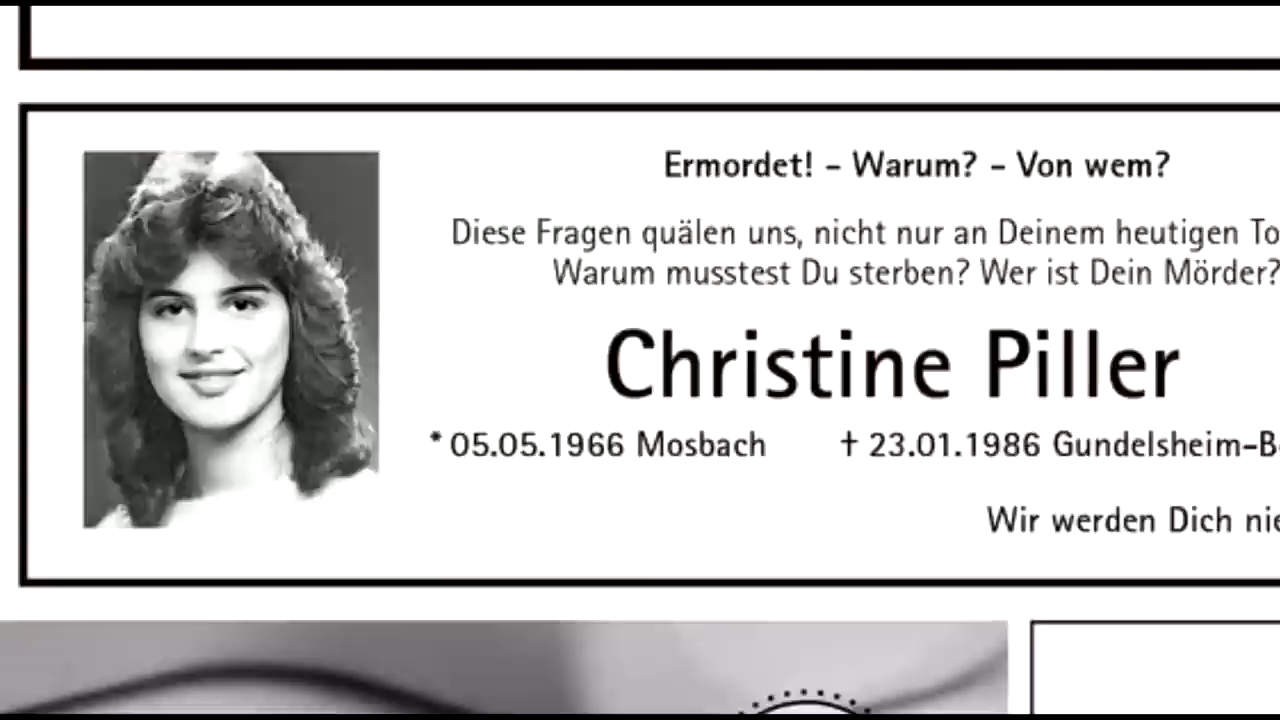 Ermordet! – Warum? – Von wem?
Diese Fragen quälen uns, nicht nur an Deinem heutigen
Warum musstest Du sterben? Wer ist Dein Mörder?
Christine Piller
* 05.05.1966 Mosbach † 23.01.1986
Wir werden Dich